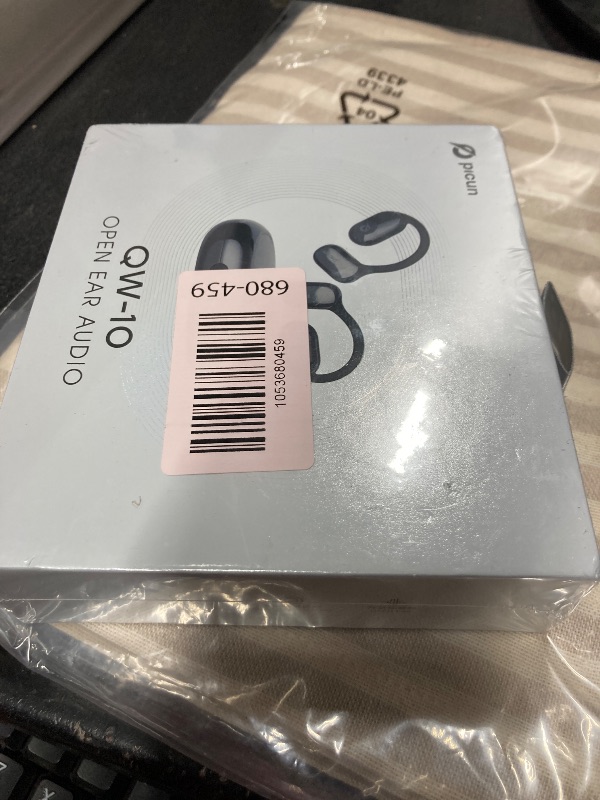 picun
QW-10
OPEN EAR AUDIO
680-459
1053680459
04
PE-LD
4339
Z
X